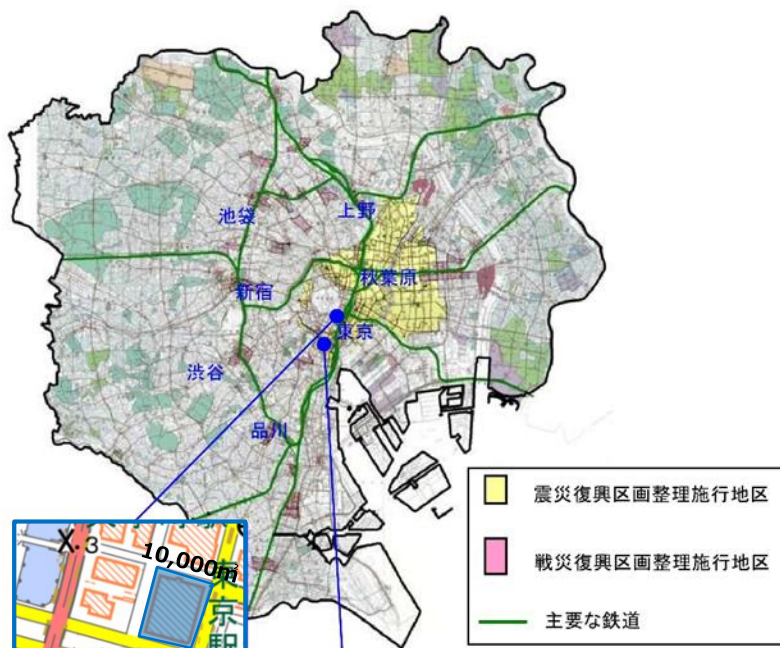 池袋
上野
秋葉原
新宿
東京
渋谷
品川
震災復興区画整理施行地区
戦災復興区画整理施行地区
主要な鉄道
10,000㎡
東京駅